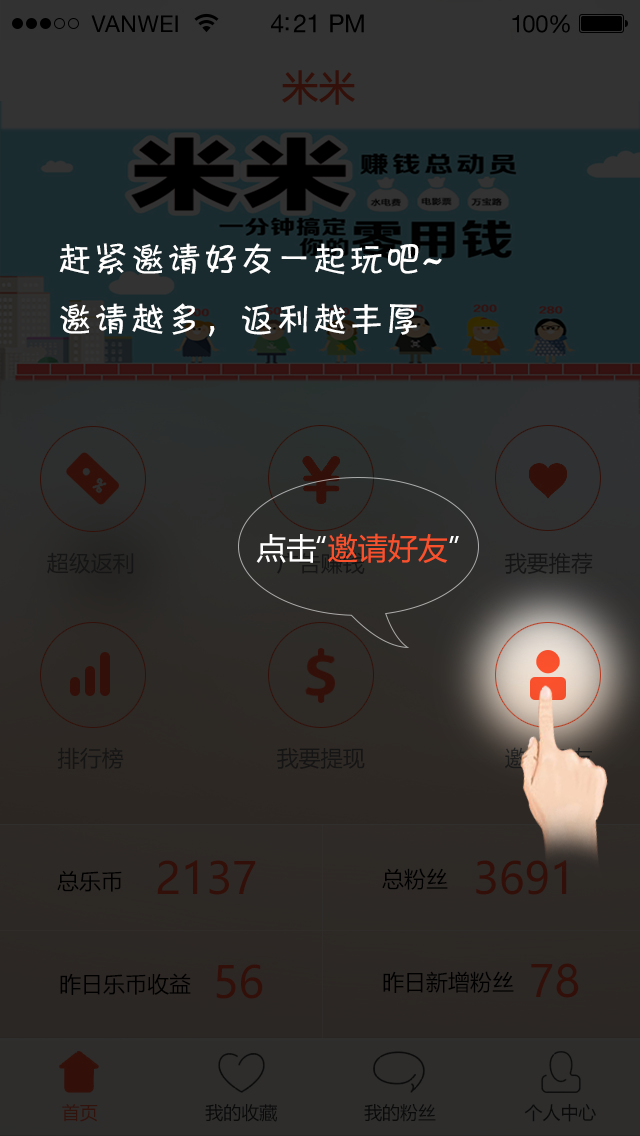 VANWEI 4:21 PM 100%
米米
米米 赚钱总动员
水电费 电影票 万宝路
一分钟搞定
你的零用钱
赶紧邀请好友一起玩吧~
邀请越多，返利越丰厚
200 280
点击“邀请好友”
超级返利 广告赚钱 我要推荐
排行榜 我要提现 邀 友
总乐币 2137 总粉丝 3691
昨日乐币收益 56 昨日新增粉丝 78
首页 我的收藏 我的粉丝 个人中心